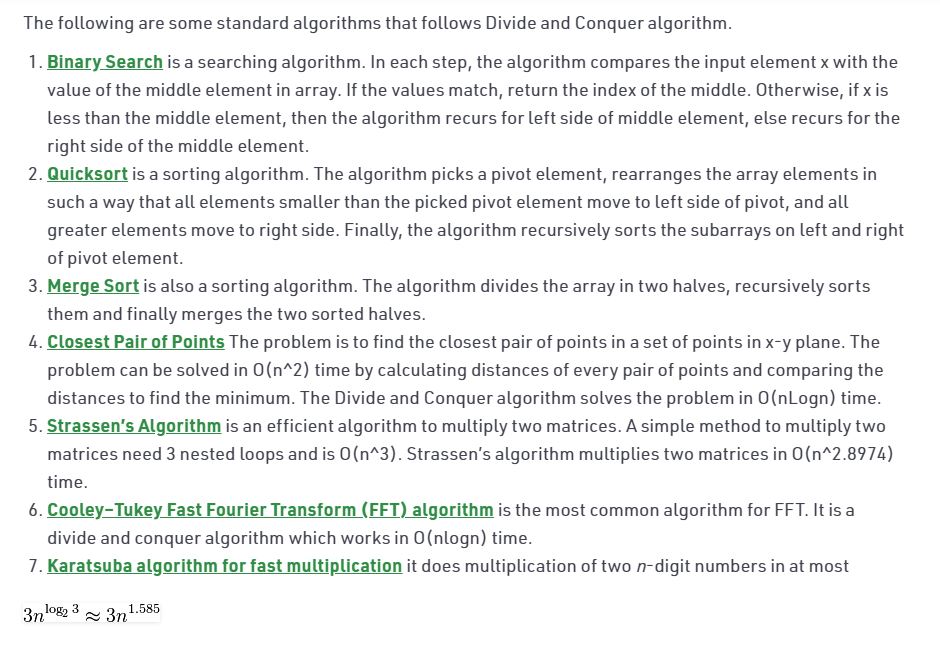 The following are some standard algorithms that follows Divide and Conquer algorithm.
1. Binary Search is a searching algorithm. In each step, the algorithm compares the input element x with the
value of the middle element in array. If the values match, return the index of the middle. Otherwise, if x is
less than the middle element, then the algorithm recurs for left side of middle element, else recurs for the
right side of the middle element.
2. Quicksort is a sorting algorithm. The algorithm picks a pivot element, rearranges the array elements in
such a way that all elements smaller than the picked pivot element move to left side of pivot, and all
greater elements move to right side. Finally, the algorithm recursively sorts the subarrays on left and right
of pivot element.
3. Merge Sort is also a sorting algorithm. The algorithm divides the array in two halves, recursively sorts
them and finally merges the two sorted halves.
4. Closest Pair of Points The problem is to find the closest pair of points in a set of points in x-y plane. The
problem can be solved in O(n^2) time by calculating distances of every pair of points and comparing the
distances to find the minimum. The Divide and Conquer algorithm solves the problem in O(nLogn) time.
5. Strassen's Algorithm is an efficient algorithm to multiply two matrices. A simple method to multiply two
matrices need 3 nested loops and is O(n^3). Strassen's algorithm multiplies two matrices in O(n^2.8974)
time.
6. Cooley–Tukey Fast Fourier Transform (FFT) algorithm is the most common algorithm for FFT. It is a
divide and conquer algorithm which works in O(nlogn) time.
7. Karatsuba algorithm for fast multiplication it does multiplication of two n-digit numbers in at most
3n^{log₂ 3} ≈ 3n^{1.585}